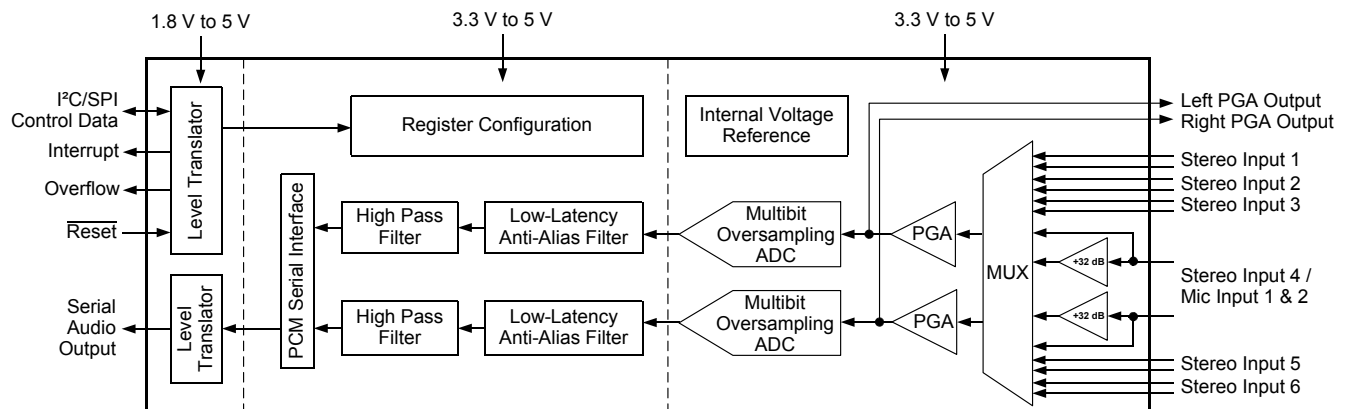 1.8 V to 5 V
3.3 V to 5 V
3.3 V to 5 V
I²C/SPI
Control Data
Interrupt
Overflow
Reset
Serial
Audio
Output
Level Translator
Level
Translator
Register Configuration
Internal Voltage
Reference
PCM Serial Interface
High Pass
Filter
Low-Latency
Anti-Alias Filter
Multibit
Oversampling
ADC
PGA
High Pass
Filter
Low-Latency
Anti-Alias Filter
Multibit
Oversampling
ADC
PGA
MUX
+32 dB
+32 dB
Left PGA Output
Right PGA Output
Stereo Input 1
Stereo Input 2
Stereo Input 3
Stereo Input 4 /
Mic Input 1 & 2
Stereo Input 5
Stereo Input 6